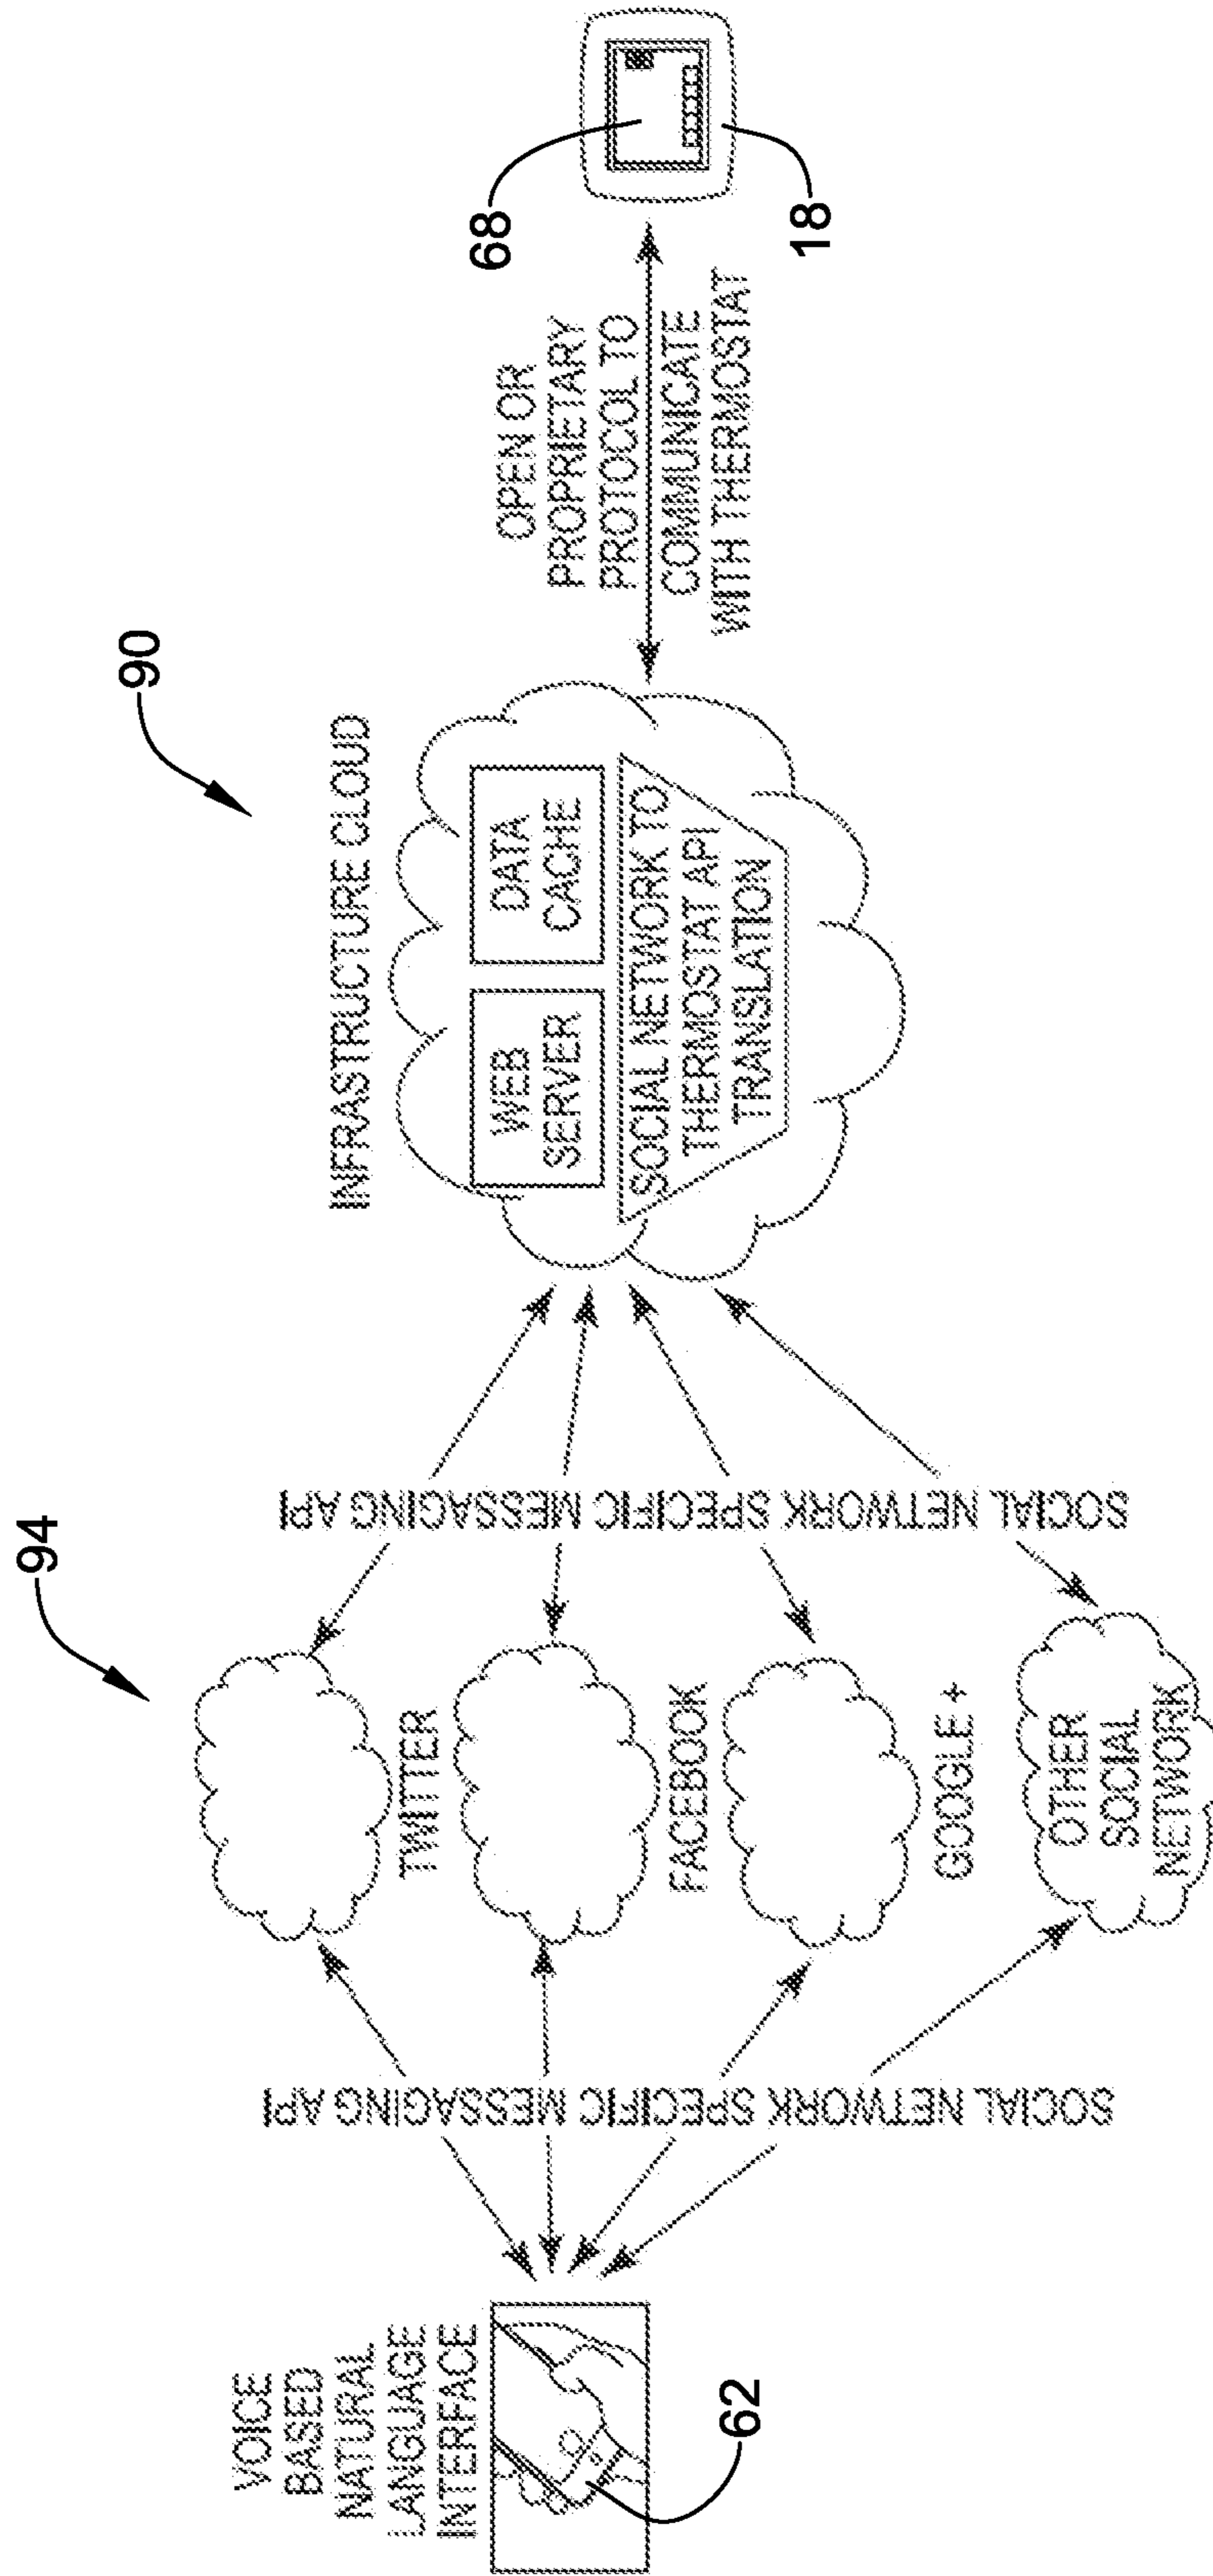 VOICE
BASED
NATURAL
LANGUAGE
INTERFACE
62
SOCIAL NETWORK SPECIFIC MESSAGING API
94
TWITTER
FACEBOOK
GOOGLE +
OTHER
SOCIAL
NETWORK
SOCIAL NETWORK SPECIFIC MESSAGING API
90
INFRASTRUCTURE CLOUD
WEB
SERVER
DATA
CACHE
SOCIAL NETWORK TO
THERMOSTAT API
TRANSLATION
OPEN OR
PROPRIETARY
PROTOCOL TO
COMMUNICATE
WITH THERMOSTAT
68
18